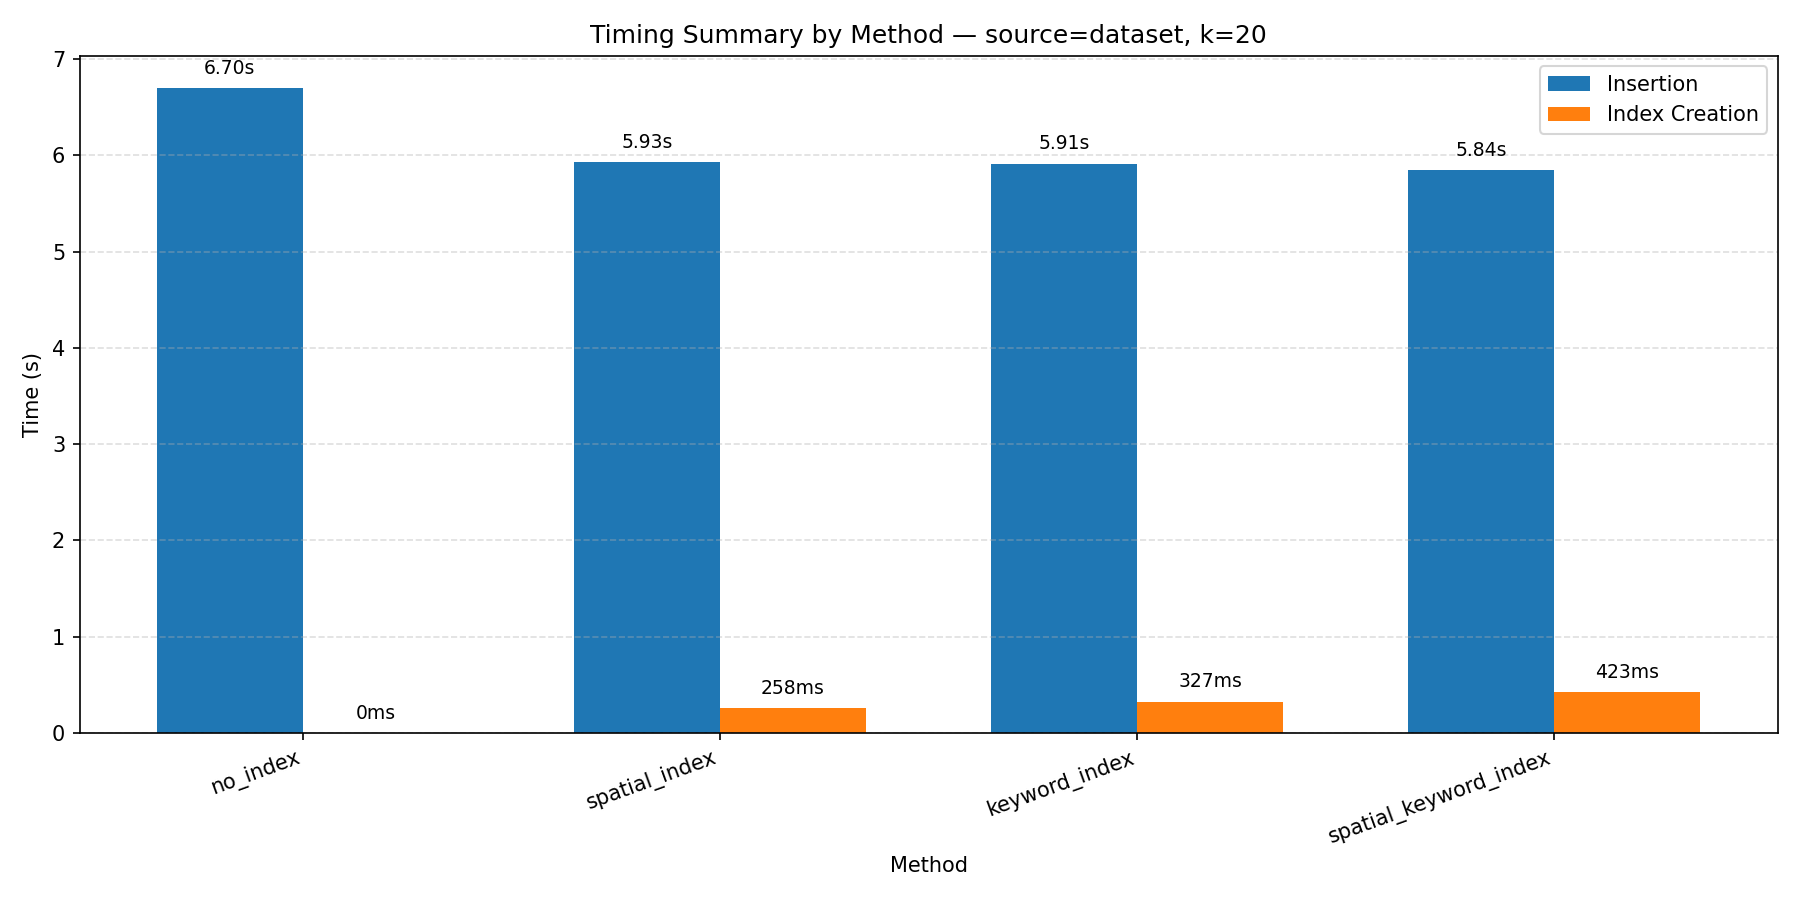 Timing Summary by Method — source=dataset, k=20
Time (s)
7
6
5
4
3
2
1
0
6.70s
0ms
5.93s
258ms
5.91s
327ms
5.84s
423ms
Insertion
Index Creation
no_index
spatial_index
keyword_index
spatial_keyword_index
Method